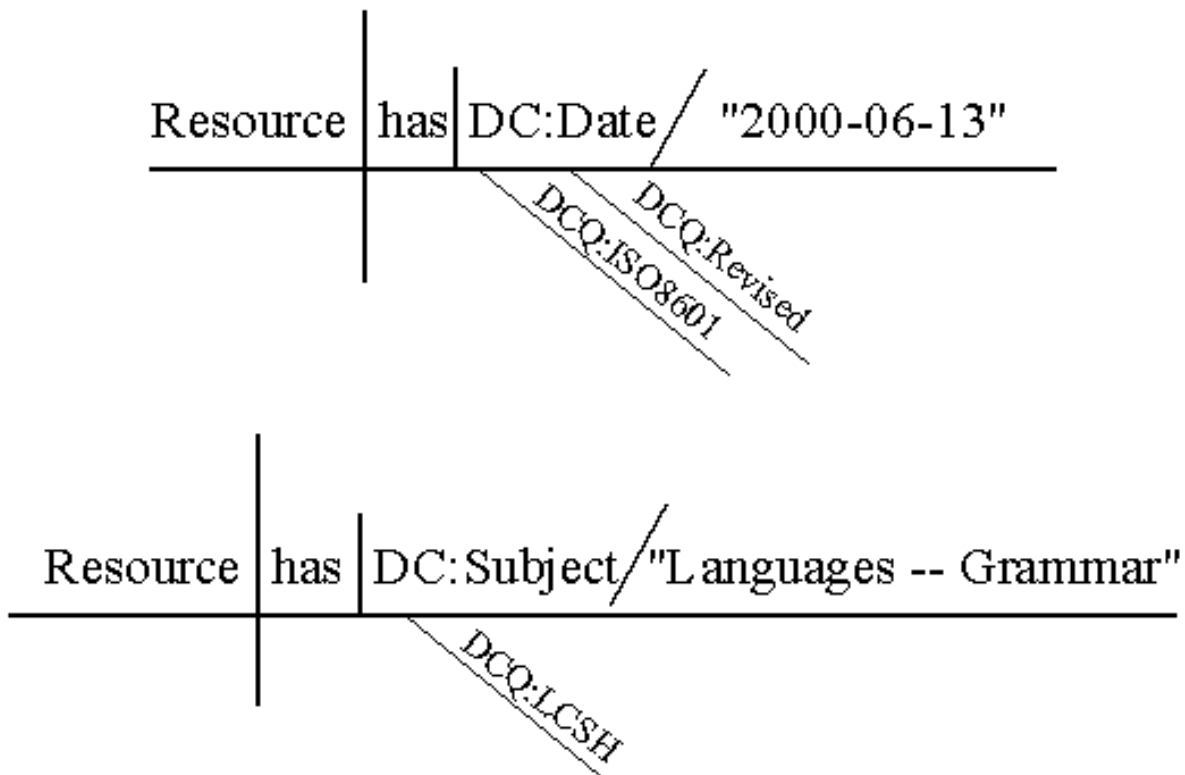 Resource has DC:Date "2000-06-13"
DCQ:Revised
DCQ:ISO8601
Resource has DC:Subject "Languages -- Grammar"
DCQ:LCSH